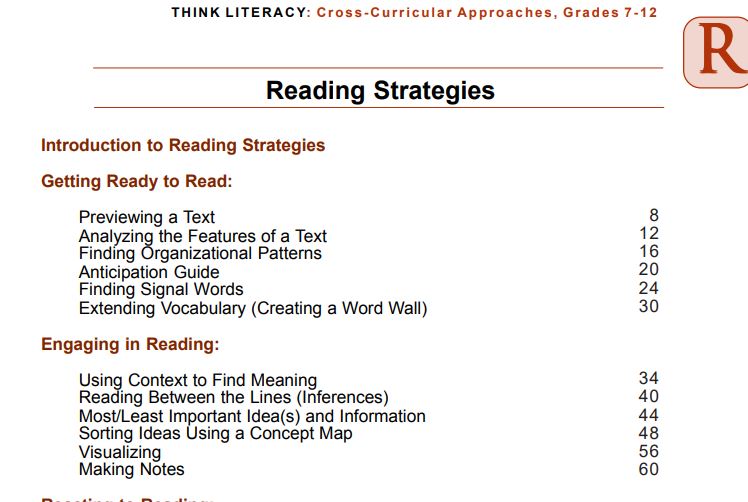 THINK LITERACY: Cross-Curricular Approaches, Grades 7-12
R
Reading Strategies
Introduction to Reading Strategies
Getting Ready to Read:
Previewing a Text 8
Analyzing the Features of a Text 12
Finding Organizational Patterns 16
Anticipation Guide 20
Finding Signal Words 24
Extending Vocabulary (Creating a Word Wall) 30
Engaging in Reading:
Using Context to Find Meaning 34
Reading Between the Lines (Inferences) 40
Most/Least Important Idea(s) and Information 44
Sorting Ideas Using a Concept Map 48
Visualizing 56
Making Notes 60